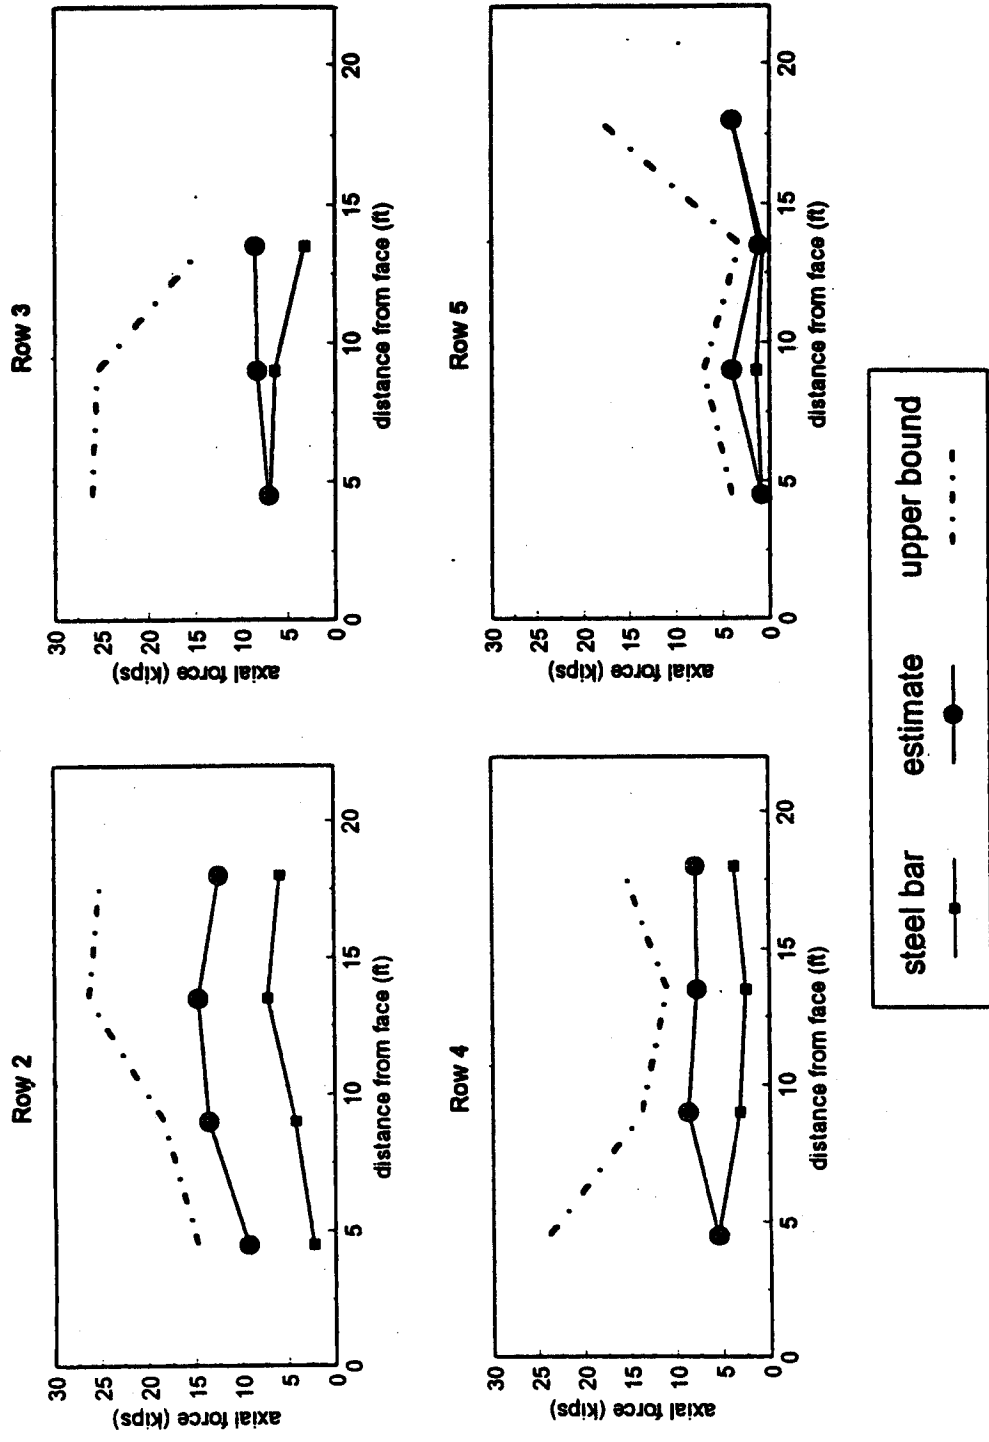 Row 2
30
25
20
15
10
5
0
axial force (kips)
0 5 10 15 20
distance from face (ft)
Row 3
30
25
20
15
10
5
0
axial force (kips)
0 5 10 15 20
distance from face (ft)
Row 4
30
25
20
15
10
5
0
axial force (kips)
0 5 10 15 20
distance from face (ft)
Row 5
30
25
20
15
10
5
0
axial force (kips)
0 5 10 15 20
distance from face (ft)
steel bar estimate upper bound